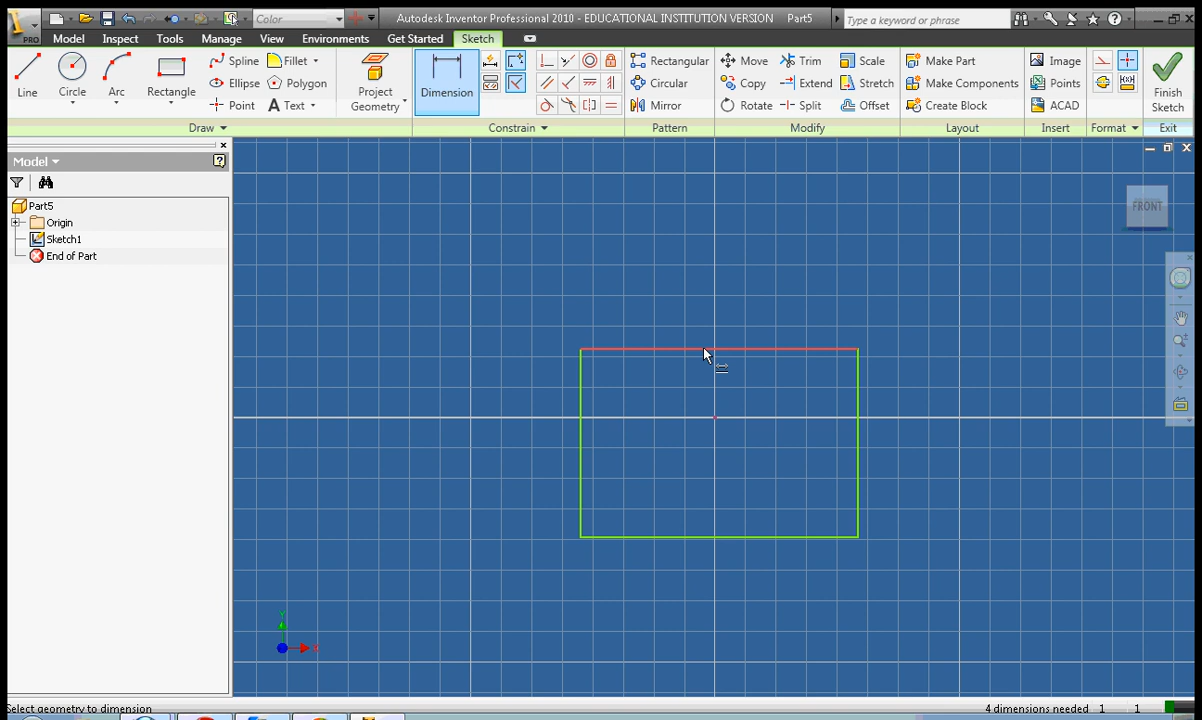 Color
Autodesk Inventor Professional 2010 - EDUCATIONAL INSTITUTION VERSION Part5
Type a keyword or phrase
PRO
Model Inspect Tools Manage View Environments Get Started Sketch
Line
Circle
Arc
Rectangle
Spline Fillet
Ellipse Polygon
Point Text
Project Geometry
Dimension
Rectangular
Circular
Mirror
Move Trim Scale
Copy Extend Stretch
Rotate Split Offset
Make Part
Make Components
Create Block
Image
Points
ACAD
Finish Sketch
Draw Constrain Pattern Modify Layout Insert Format Exit
Model
Part5
Origin
Sketch1
End of Part
FRONT
Y
X
Select geometry to dimension
4 dimensions needed 1 1